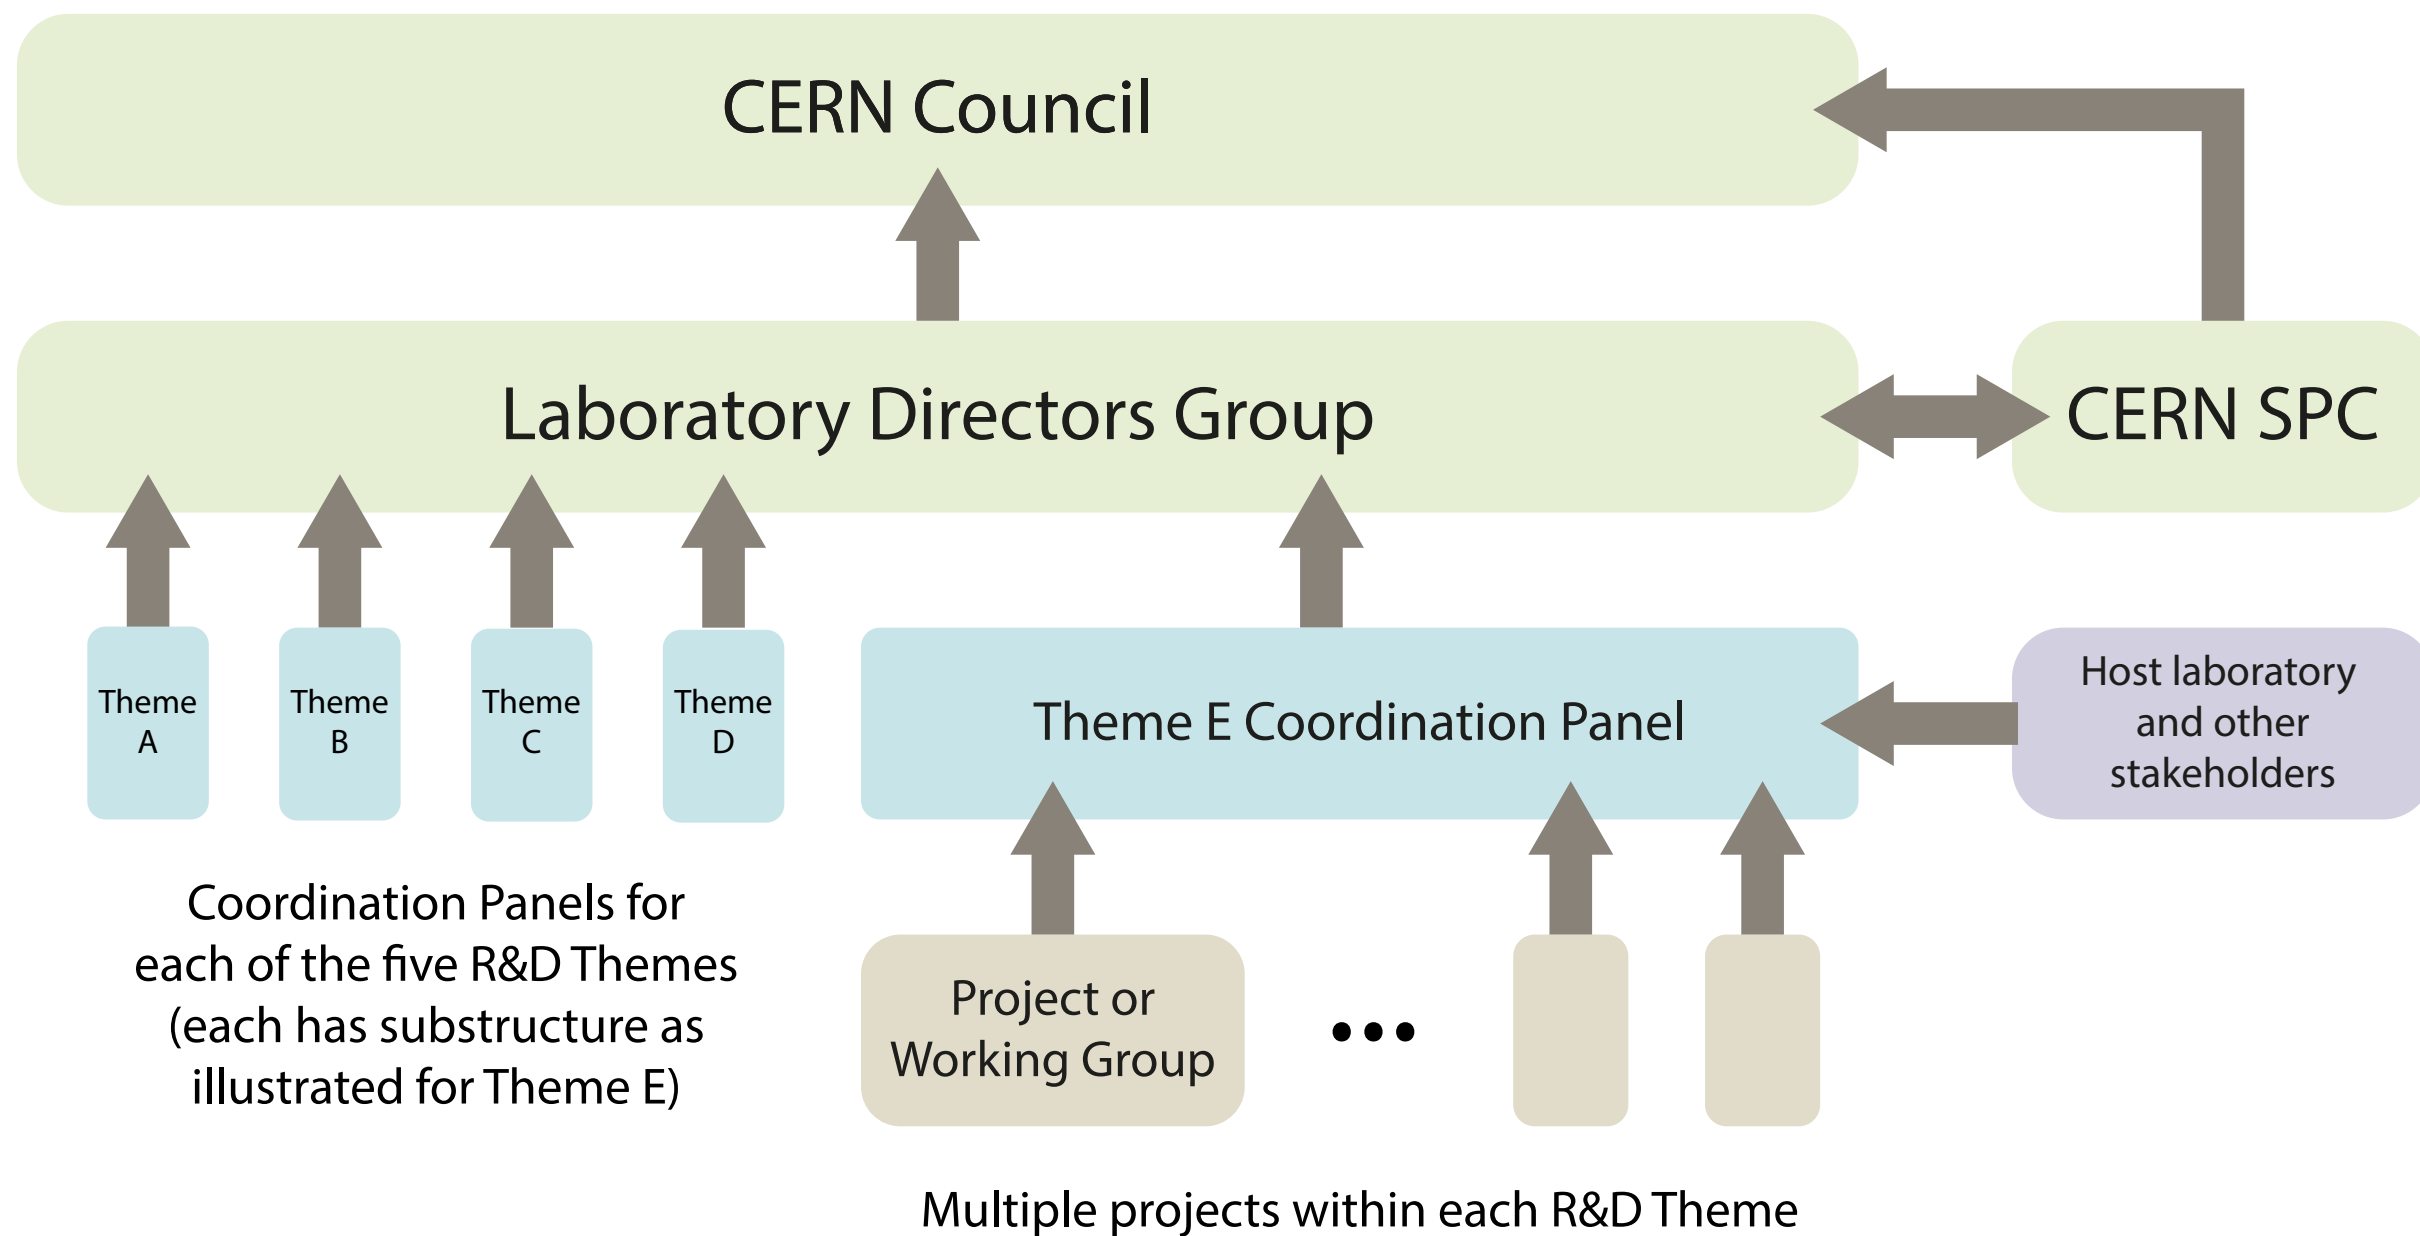 CERN Council
Laboratory Directors Group
CERN SPC
Theme
A
Theme
B
Theme
C
Theme
D
Theme E Coordination Panel
Host laboratory
and other
stakeholders
Coordination Panels for
each of the five R&D Themes
(each has substructure as
illustrated for Theme E)
Project or
Working Group
•••
Multiple projects within each R&D Theme